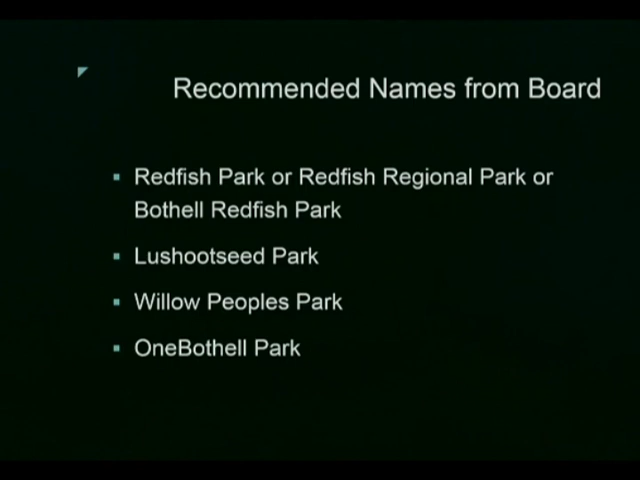 Recommended Names from Board
▪ Redfish Park or Redfish Regional Park or
Bothell Redfish Park
▪ Lushootseed Park
▪ Willow Peoples Park
▪ OneBothell Park